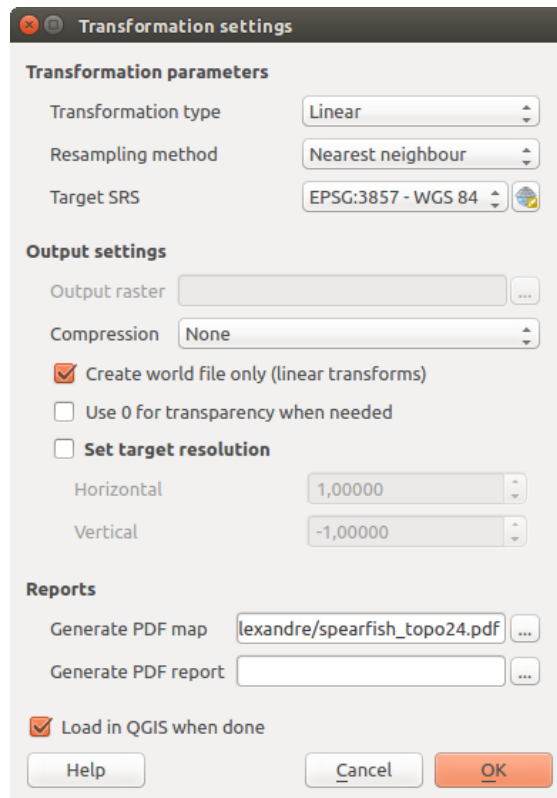 Transformation settings
Transformation parameters
Transformation type Linear
Resampling method Nearest neighbour
Target SRS EPSG:3857 - WGS 84
Output settings
Output raster ...
Compression None
Create world file only (linear transforms)
Use 0 for transparency when needed
Set target resolution
Horizontal 1,00000
Vertical -1,00000
Reports
Generate PDF map lexandre/spearfish_topo24.pdf ...
Generate PDF report ...
Load in QGIS when done
Help Cancel OK